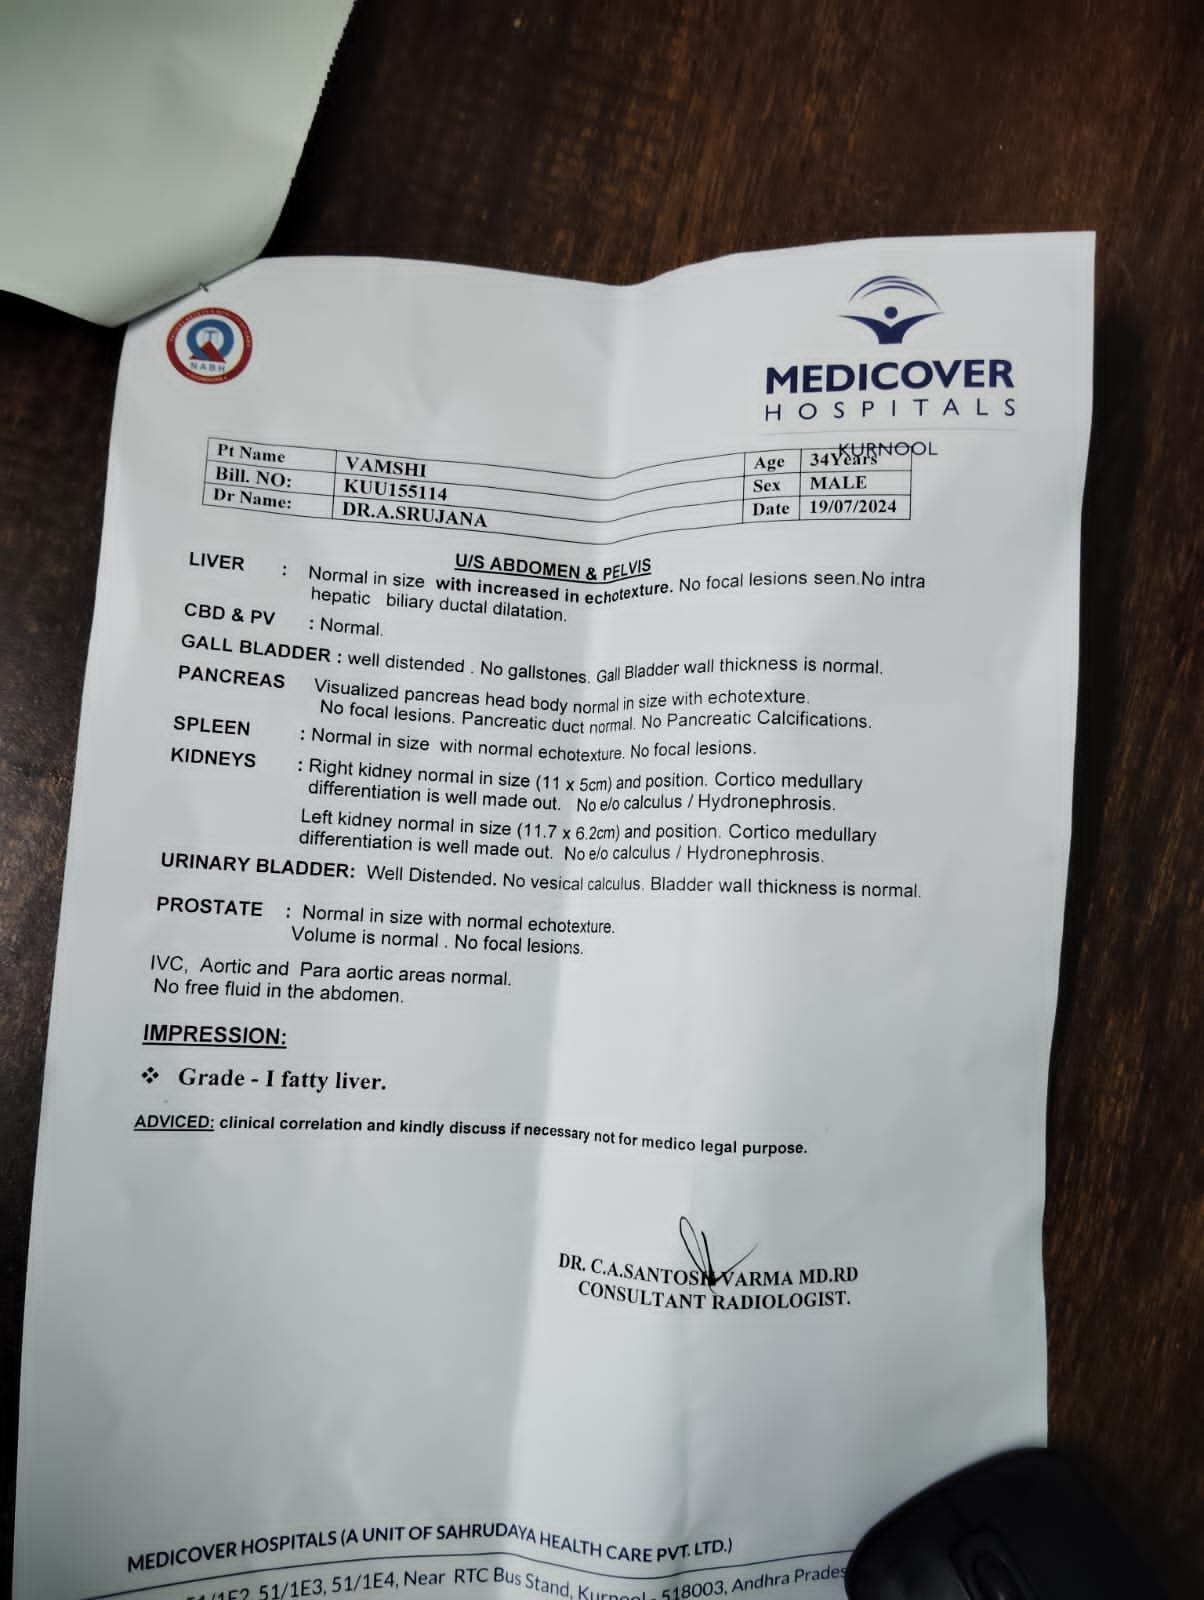 NABH
MEDICOVER
HOSPITALS
KURNOOL
Pt Name VAMSHI Age 34Years
Bill. NO: KUU155114 Sex MALE
Dr Name: DR.A.SRUJANA Date 19/07/2024
U/S ABDOMEN & PELVIS
LIVER : Normal in size with increased in echotexture. No focal lesions seen.No intra
hepatic biliary ductal dilatation.
CBD & PV : Normal.
GALL BLADDER : well distended . No gallstones. Gall Bladder wall thickness is normal.
PANCREAS Visualized pancreas head body normal in size with echotexture.
No focal lesions. Pancreatic duct normal. No Pancreatic Calcifications.
SPLEEN : Normal in size with normal echotexture. No focal lesions.
KIDNEYS : Right kidney normal in size (11 x 5cm) and position. Cortico medullary
differentiation is well made out. No e/o calculus / Hydronephrosis.
Left kidney normal in size (11.7 x 6.2cm) and position. Cortico medullary
differentiation is well made out. No e/o calculus / Hydronephrosis.
URINARY BLADDER: Well Distended. No vesical calculus. Bladder wall thickness is normal.
PROSTATE : Normal in size with normal echotexture.
Volume is normal . No focal lesions.
IVC, Aortic and Para aortic areas normal.
No free fluid in the abdomen.
IMPRESSION:
❖ Grade - I fatty liver.
ADVICED: clinical correlation and kindly discuss if necessary not for medico legal purpose.
DR. C.A.SANTOSH VARMA MD.RD
CONSULTANT RADIOLOGIST.
MEDICOVER HOSPITALS (A UNIT OF SAHRUDAYA HEALTH CARE PVT. LTD.)
51/1E3, 51/1E4, Near RTC Bus Stand, Kurnool - 518003, Andhra